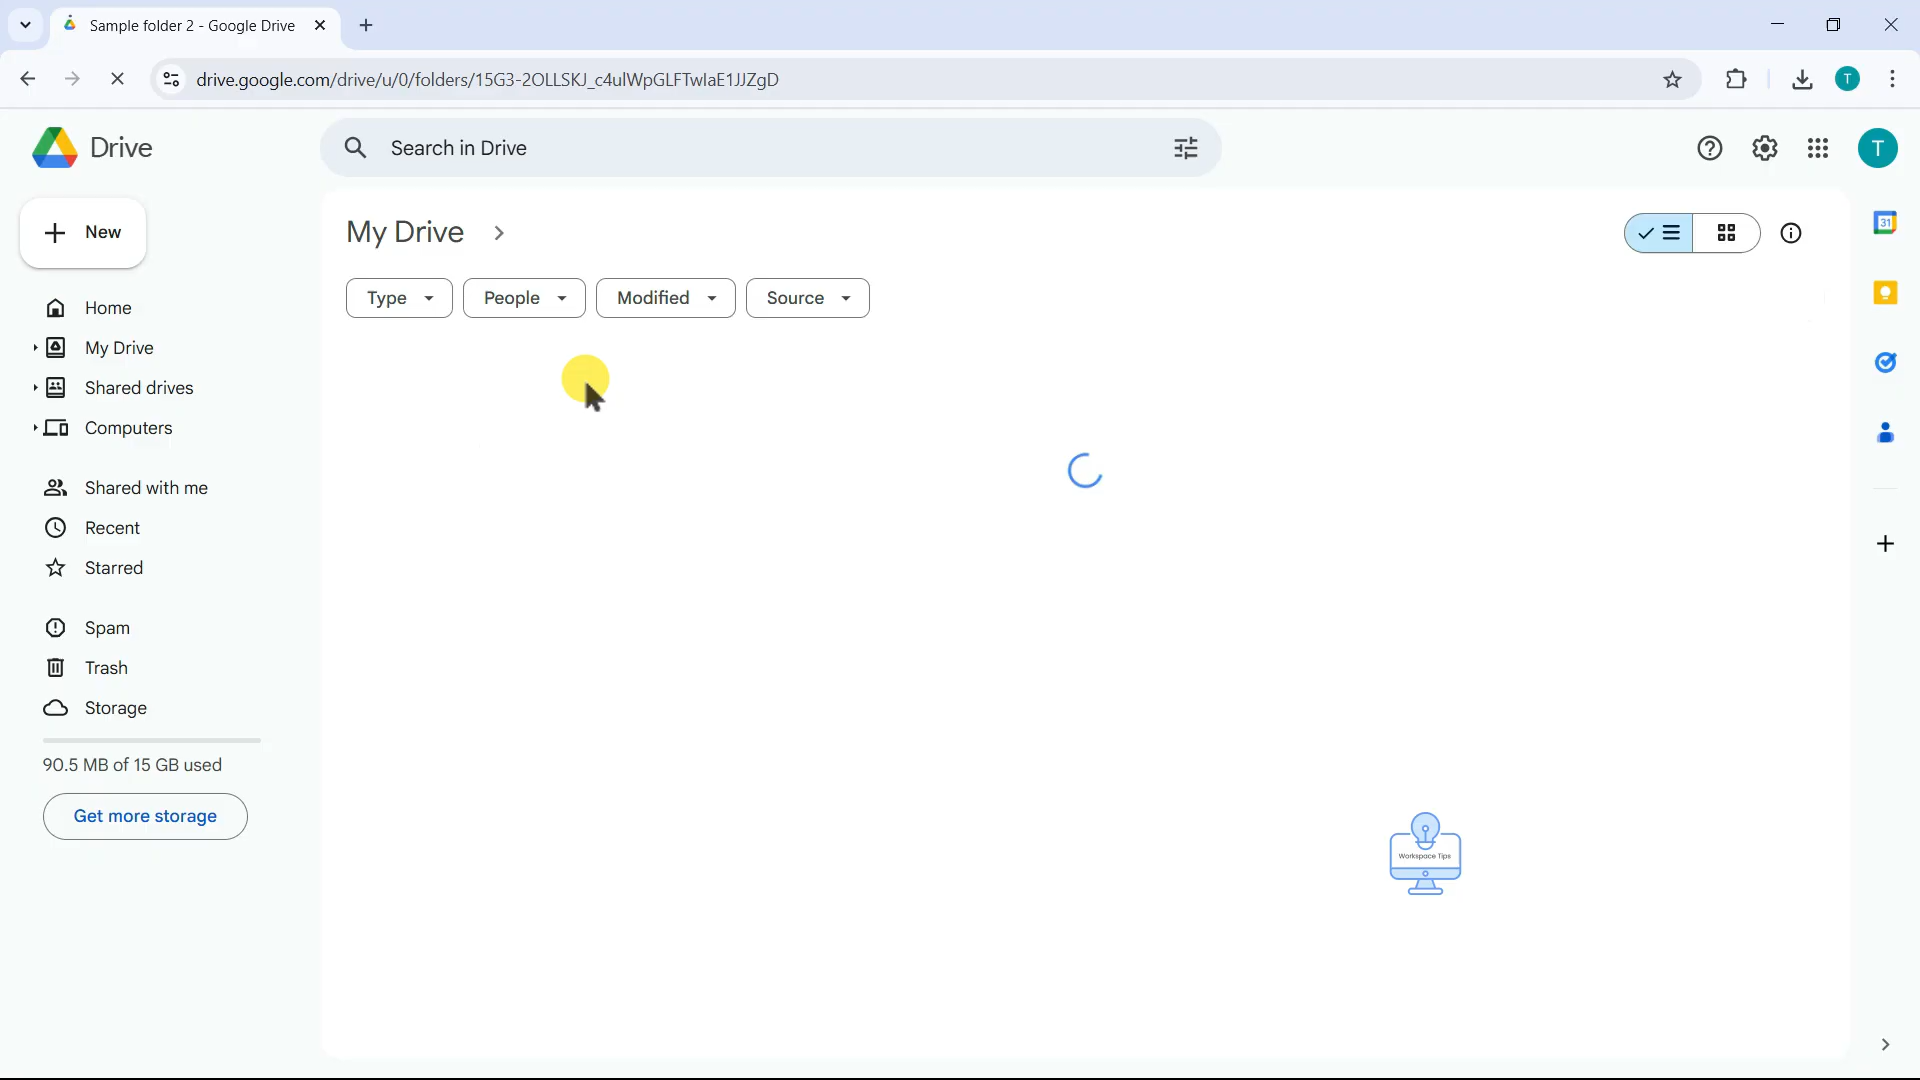 Sample folder 2 - Google Drive
drive.google.com/drive/u/0/folders/15G3-2OLLSKJ_c4ulWpGLFTwlaE1JJZgD
T
Drive
Search in Drive
T
New
My Drive
Type
People
Modified
Source
Home
My Drive
Shared drives
Computers
Shared with me
Recent
Starred
Spam
Trash
Storage
90.5 MB of 15 GB used
Get more storage
31
Workspace Tips